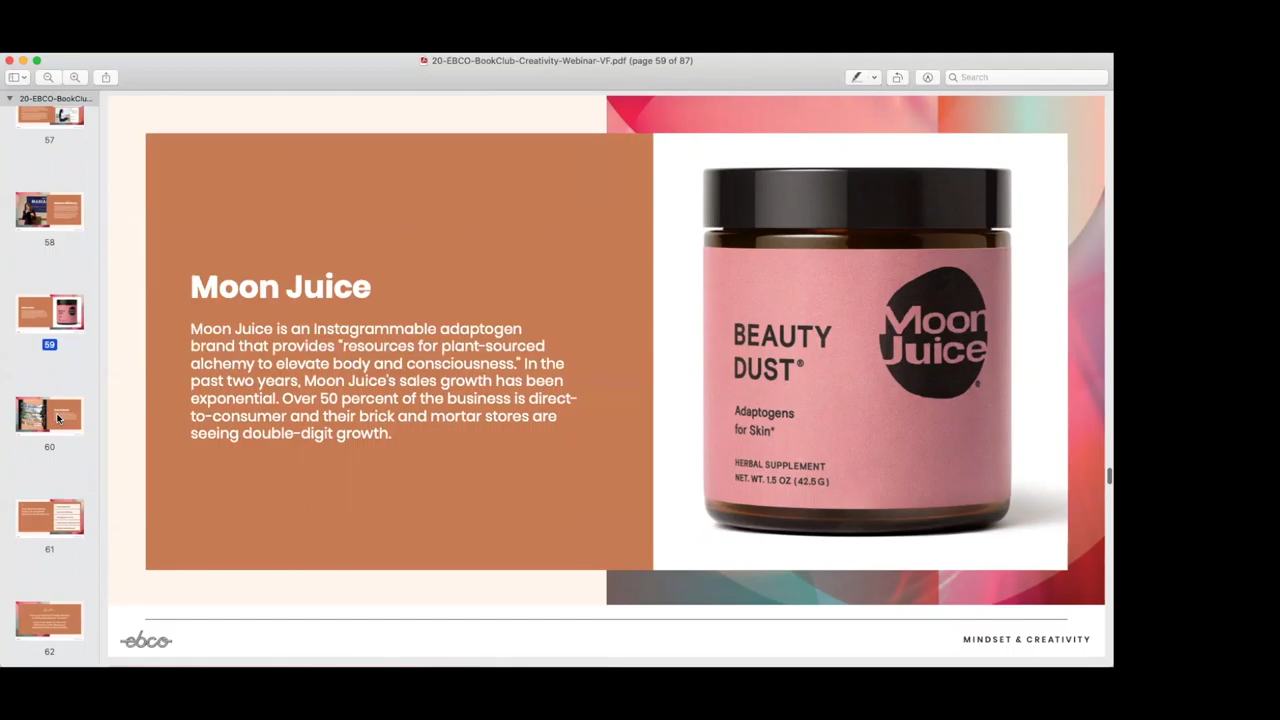 20-EBCO-BookClub-Creativity-Webinar-VF.pdf (page 59 of 87)
Search
20-EBCO-BookClu...
57
58
59
60
61
62
Moon Juice
Moon Juice is an Instagrammable adaptogen
brand that provides "resources for plant-sourced
alchemy to elevate body and consciousness." In the
past two years, Moon Juice's sales growth has been
exponential. Over 50 percent of the business is direct-
to-consumer and their brick and mortar stores are
seeing double-digit growth.
BEAUTY
DUST®
Adaptogens
for Skin*
HERBAL SUPPLEMENT
NET. WT. 1.5 OZ (42.5 G)
Moon
Juice®
ebco
MINDSET & CREATIVITY